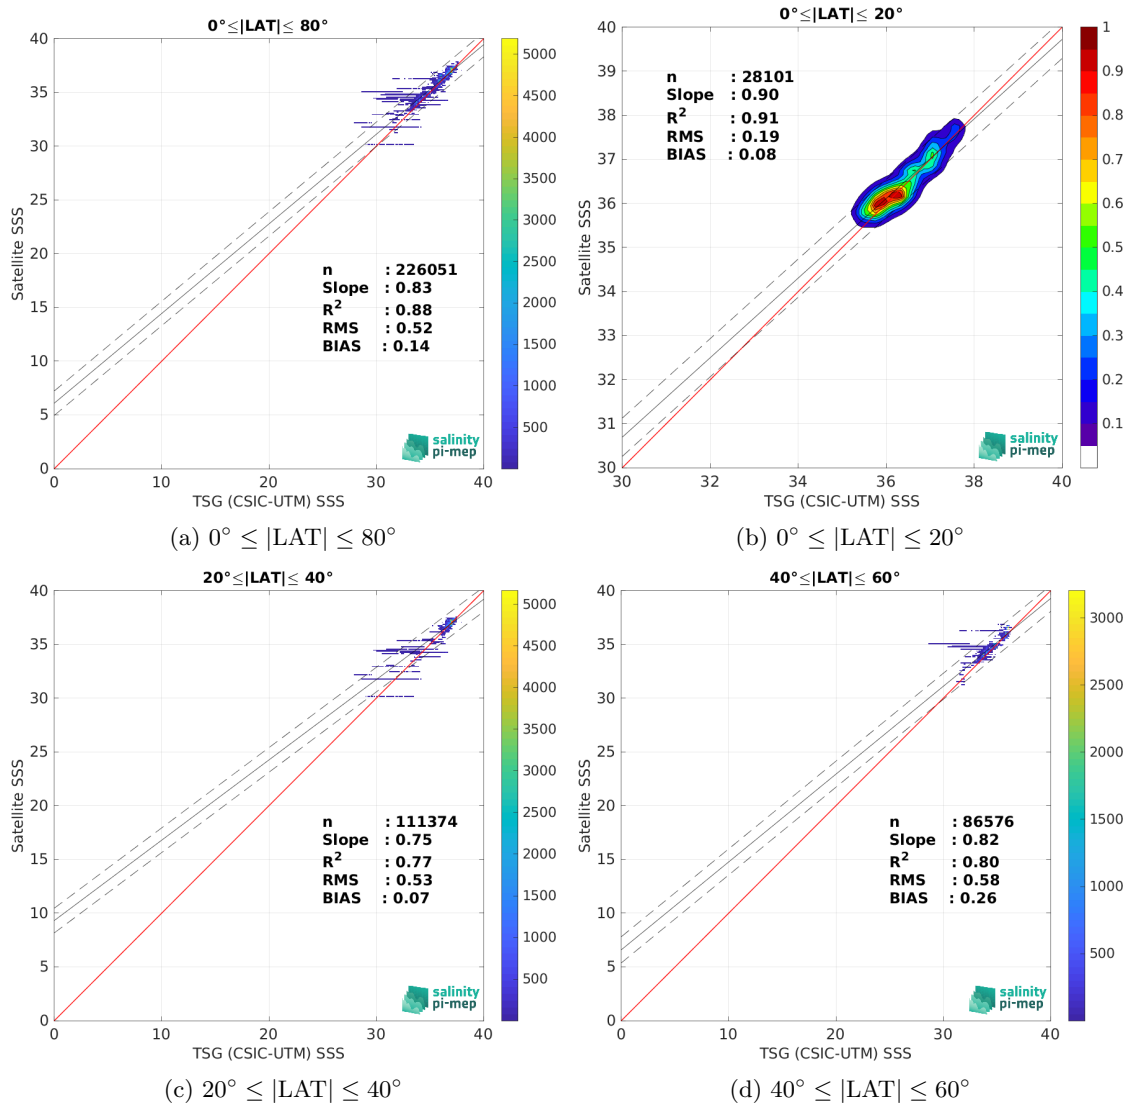 0°≤|LAT|≤ 80°
40
35
30
25
20
15
10
5
0
Satellite SSS
n : 226051
Slope : 0.83
R² : 0.88
RMS : 0.52
BIAS : 0.14
salinity
pi-mep
0 10 20 30 40
TSG (CSIC-UTM) SSS
5000
4500
4000
3500
3000
2500
2000
1500
1000
500
(a) 0° ≤ |LAT| ≤ 80°
0°≤|LAT|≤ 20°
40
39
38
37
36
35
34
33
32
31
30
Satellite SSS
n : 28101
Slope : 0.90
R² : 0.91
RMS : 0.19
BIAS : 0.08
salinity
pi-mep
30 32 34 36 38 40
TSG (CSIC-UTM) SSS
1
0.9
0.8
0.7
0.6
0.5
0.4
0.3
0.2
0.1
(b) 0° ≤ |LAT| ≤ 20°
20°≤|LAT|≤ 40°
40
35
30
25
20
15
10
5
0
Satellite SSS
n : 111374
Slope : 0.75
R² : 0.77
RMS : 0.53
BIAS : 0.07
salinity
pi-mep
0 10 20 30 40
TSG (CSIC-UTM) SSS
5000
4500
4000
3500
3000
2500
2000
1500
1000
500
(c) 20° ≤ |LAT| ≤ 40°
40°≤|LAT|≤ 60°
40
35
30
25
20
15
10
5
0
Satellite SSS
n : 86576
Slope : 0.82
R² : 0.80
RMS : 0.58
BIAS : 0.26
salinity
pi-mep
0 10 20 30 40
TSG (CSIC-UTM) SSS
3000
2500
2000
1500
1000
500
(d) 40° ≤ |LAT| ≤ 60°